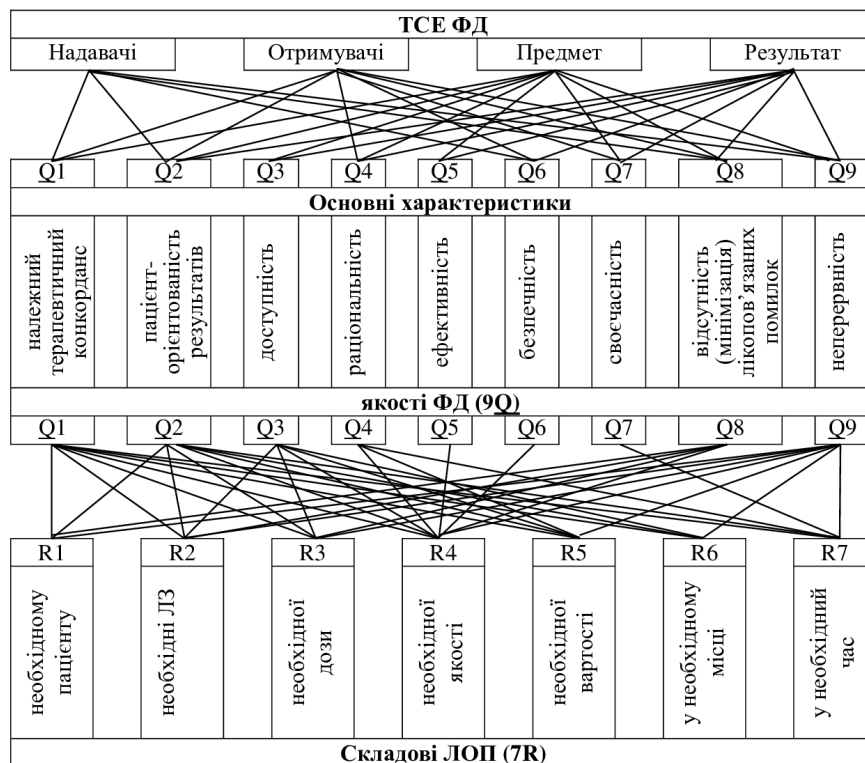 ТСЕ ФД
Надавачі Отримувачі Предмет Результат
Q1 Q2 Q3 Q4 Q5 Q6 Q7 Q8 Q9
Основні характеристики
належний
терапевтичний
конкорданс
пацієнт-
орієнтованість
результатів
доступність
раціональність
ефективність
безпечність
своєчасність
відсутність
(мінімізація)
лікопов’язаних
помилок
неперервність
якості ФД (9Q)
Q1 Q2 Q3 Q4 Q5 Q6 Q7 Q8 Q9
R1 R2 R3 R4 R5 R6 R7
необхідному
пацієнту
необхідні ЛЗ
необхідної
дози
необхідної
якості
необхідної
вартості
у необхідному
місці
у необхідний
час
Складові ЛОП (7R)